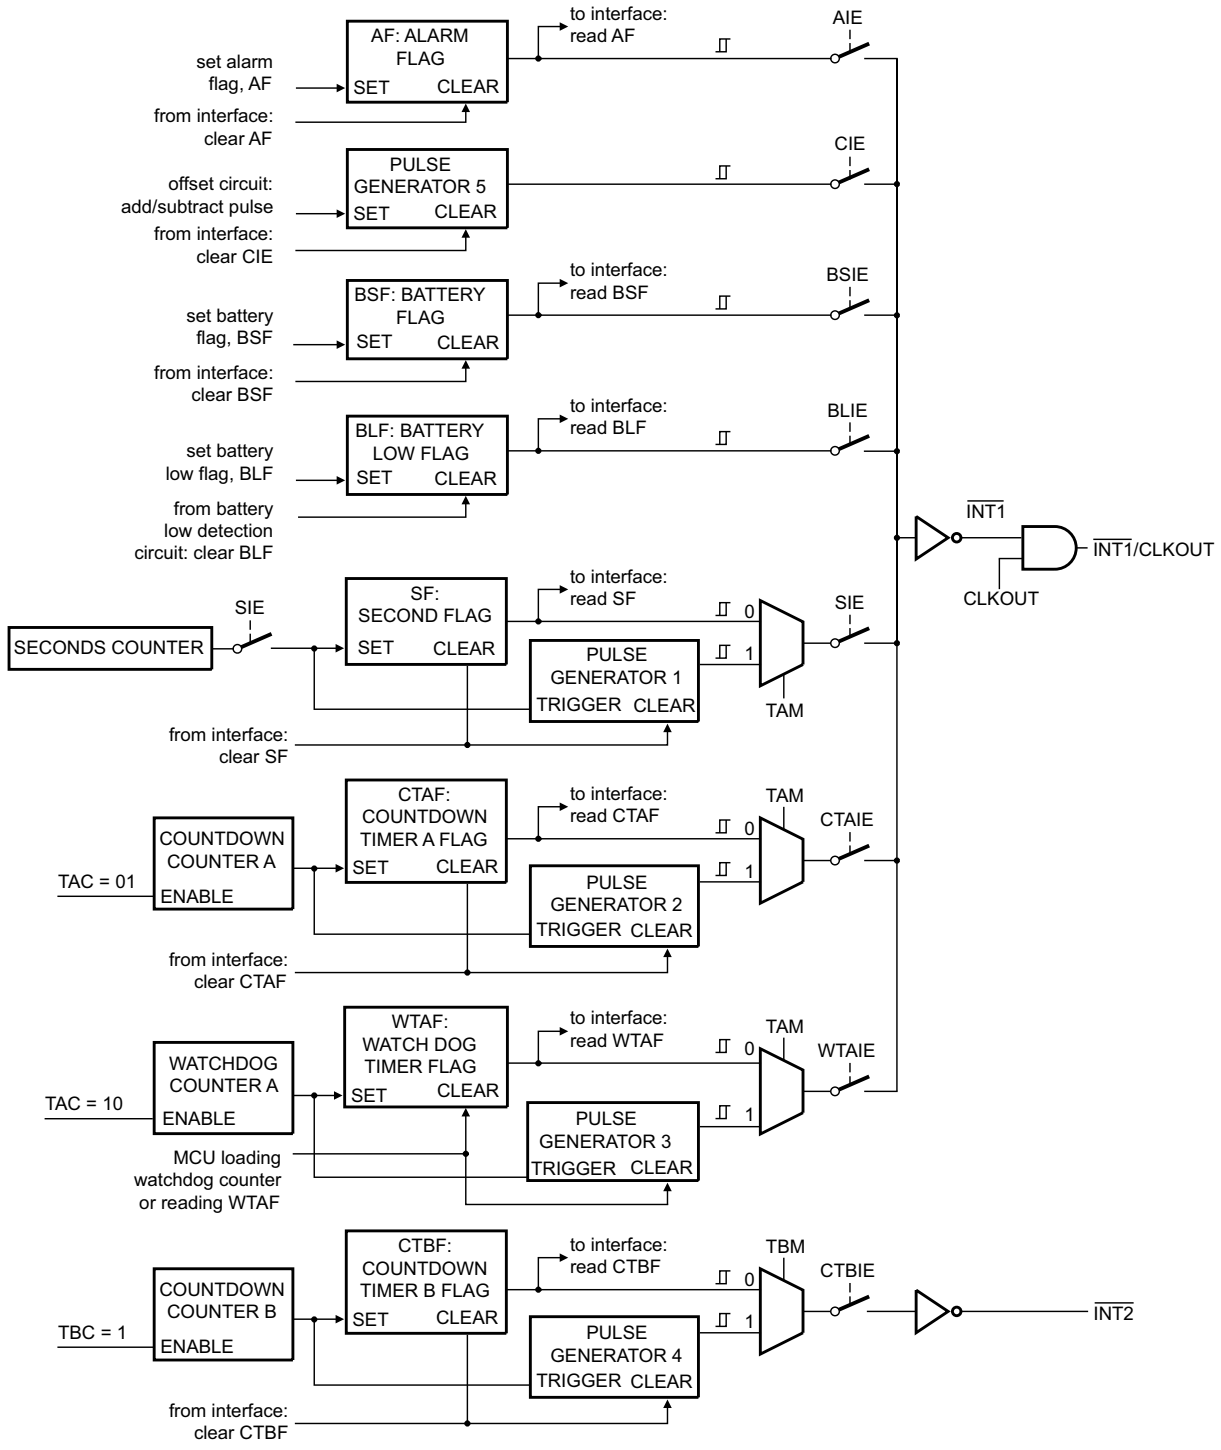 to interface:
read AF
AIE
AF: ALARM
FLAG
SET CLEAR
set alarm
flag, AF
from interface:
clear AF
CIE
PULSE
GENERATOR 5
SET CLEAR
offset circuit:
add/subtract pulse
from interface:
clear CIE
to interface:
read BSF
BSIE
BSF: BATTERY
FLAG
SET CLEAR
set battery
flag, BSF
from interface:
clear BSF
to interface:
read BLF
BLIE
BLF: BATTERY
LOW FLAG
SET CLEAR
set battery
low flag, BLF
from battery
low detection
circuit: clear BLF
INT1
INT1/CLKOUT
CLKOUT
to interface:
read SF
SIE
SF:
SECOND FLAG
SET CLEAR
0
SIE
SECONDS COUNTER
PULSE
GENERATOR 1
TRIGGER CLEAR
1
TAM
from interface:
clear SF
to interface:
read CTAF
TAM
CTAIE
CTAF:
COUNTDOWN
TIMER A FLAG
SET CLEAR
0
COUNTDOWN
COUNTER A
ENABLE
TAC = 01
PULSE
GENERATOR 2
TRIGGER CLEAR
1
from interface:
clear CTAF
to interface:
read WTAF
TAM
WTAIE
WTAF:
WATCH DOG
TIMER FLAG
SET CLEAR
0
WATCHDOG
COUNTER A
ENABLE
TAC = 10
PULSE
GENERATOR 3
TRIGGER CLEAR
1
MCU loading
watchdog counter
or reading WTAF
to interface:
read CTBF
TBM
CTBIE
CTBF:
COUNTDOWN
TIMER B FLAG
SET CLEAR
0
COUNTDOWN
COUNTER B
ENABLE
TBC = 1
PULSE
GENERATOR 4
TRIGGER CLEAR
1
INT2
from interface:
clear CTBF